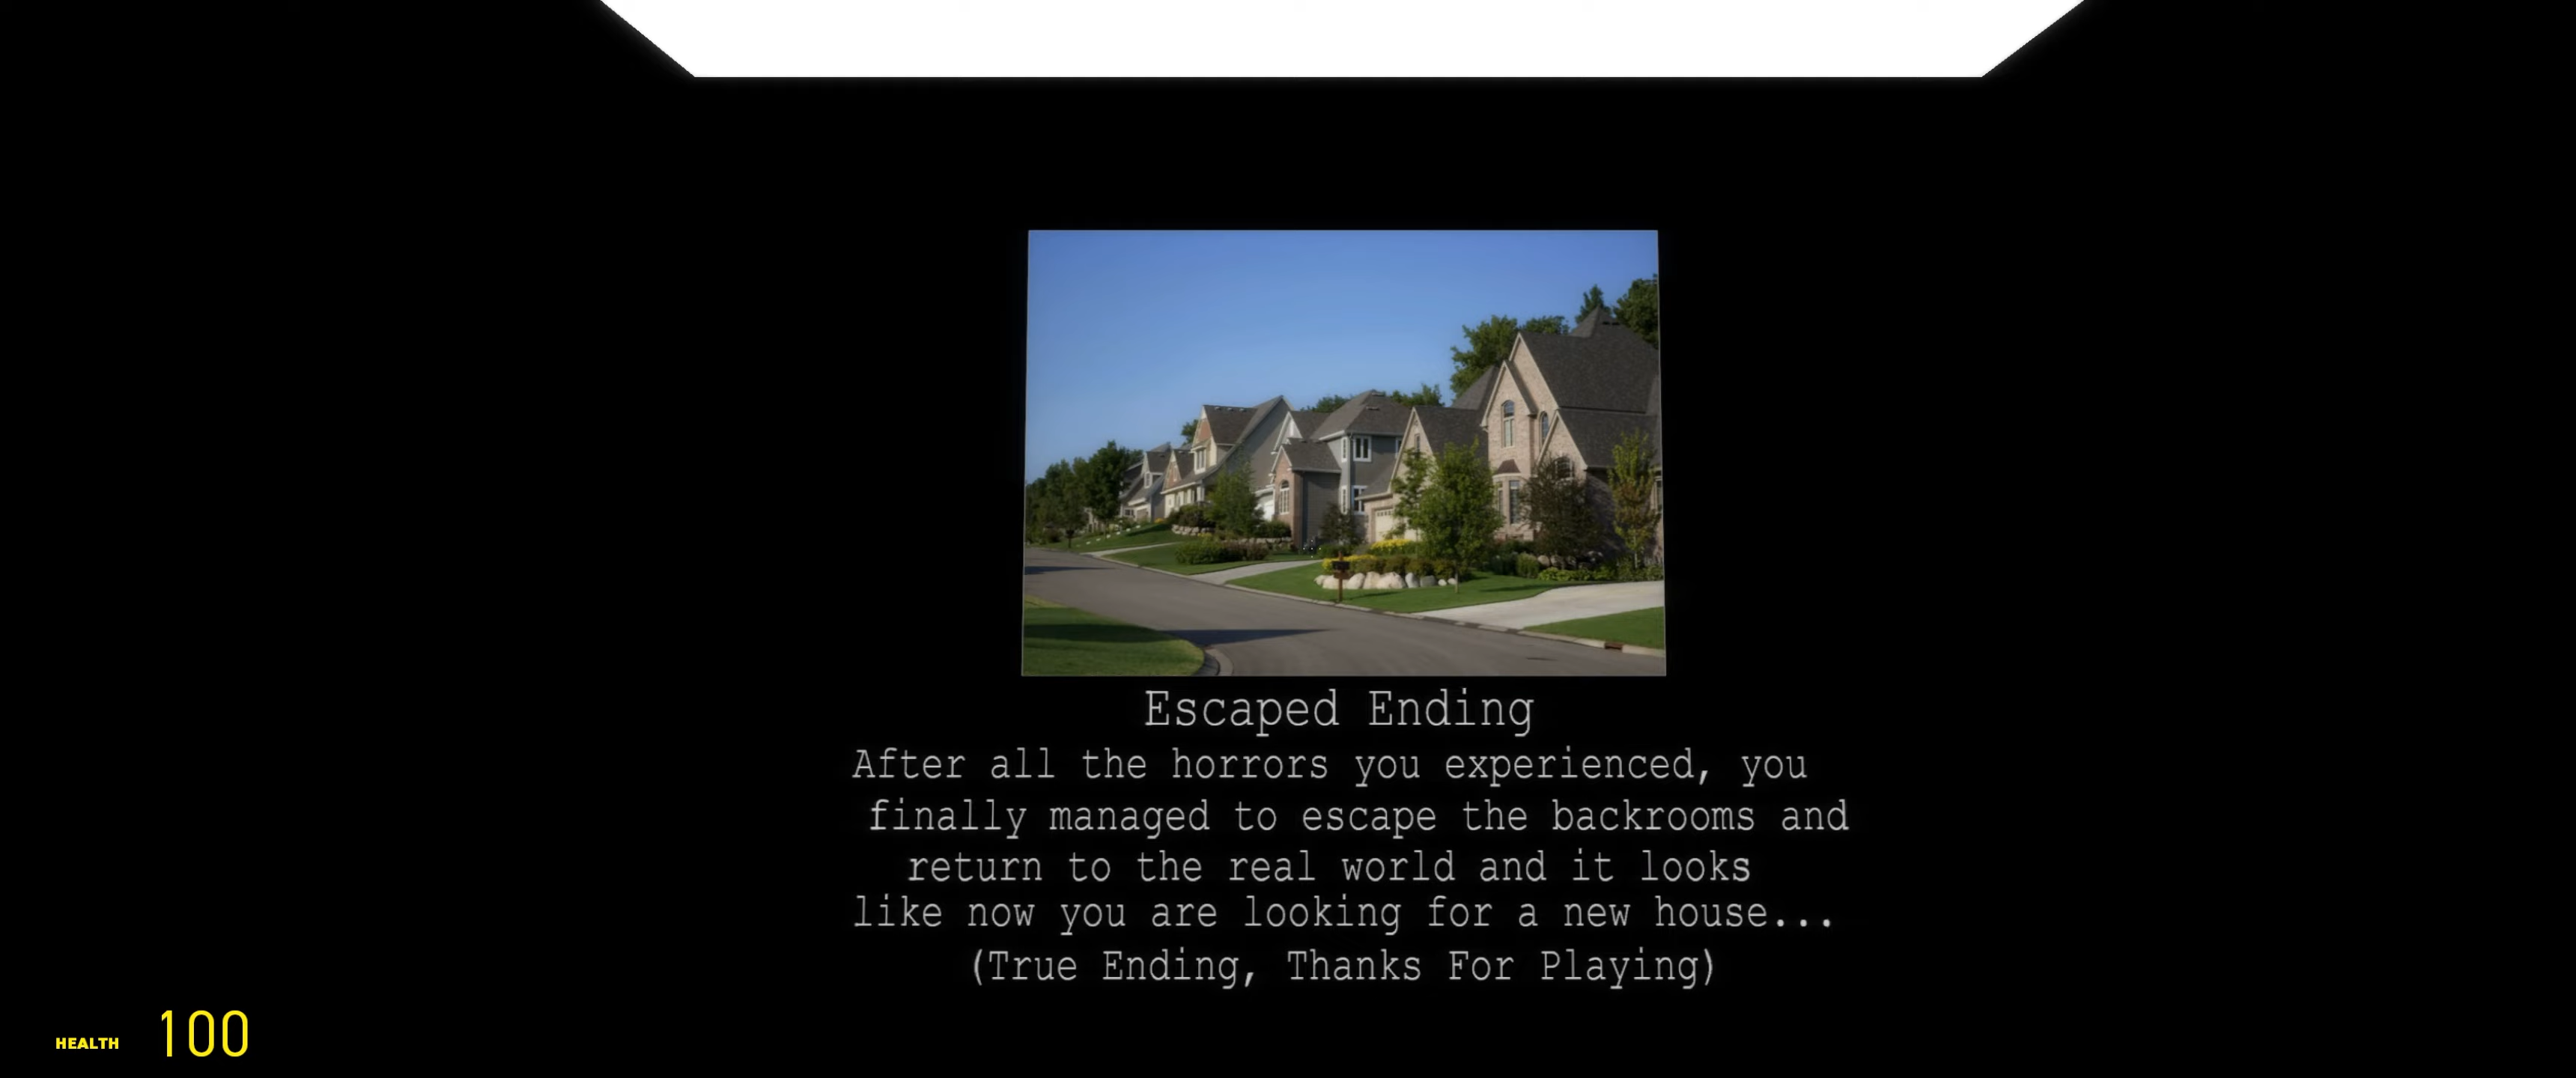 Escaped Ending
After all the horrors you experienced, you
finally managed to escape the backrooms and
return to the real world and it looks
like now you are looking for a new house...
(True Ending, Thanks For Playing)
HEALTH 100